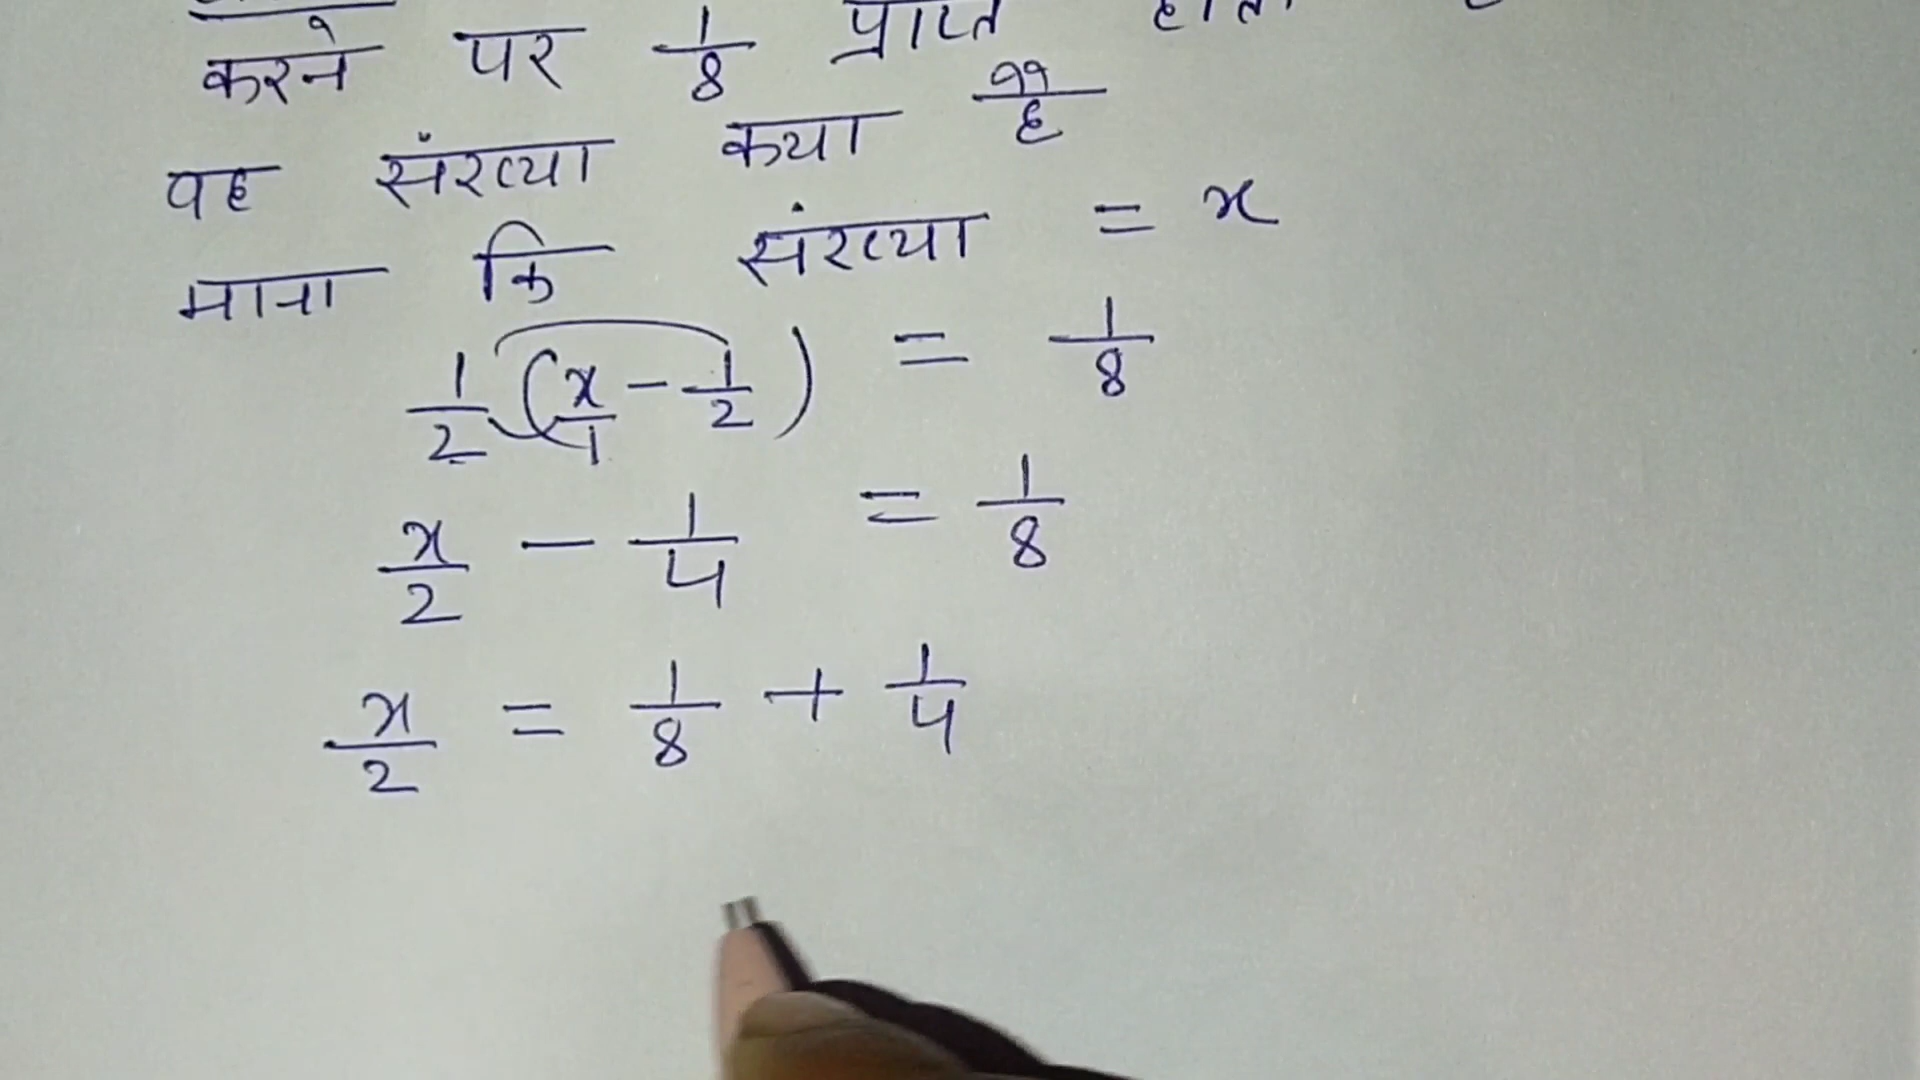 करने पर 1/8 प्राप्त
वह संख्या क्या है
माना कि संख्या = x
1/2 (x/1 - 1/2) = 1/8
x/2 - 1/4 = 1/8
x/2 = 1/8 + 1/4